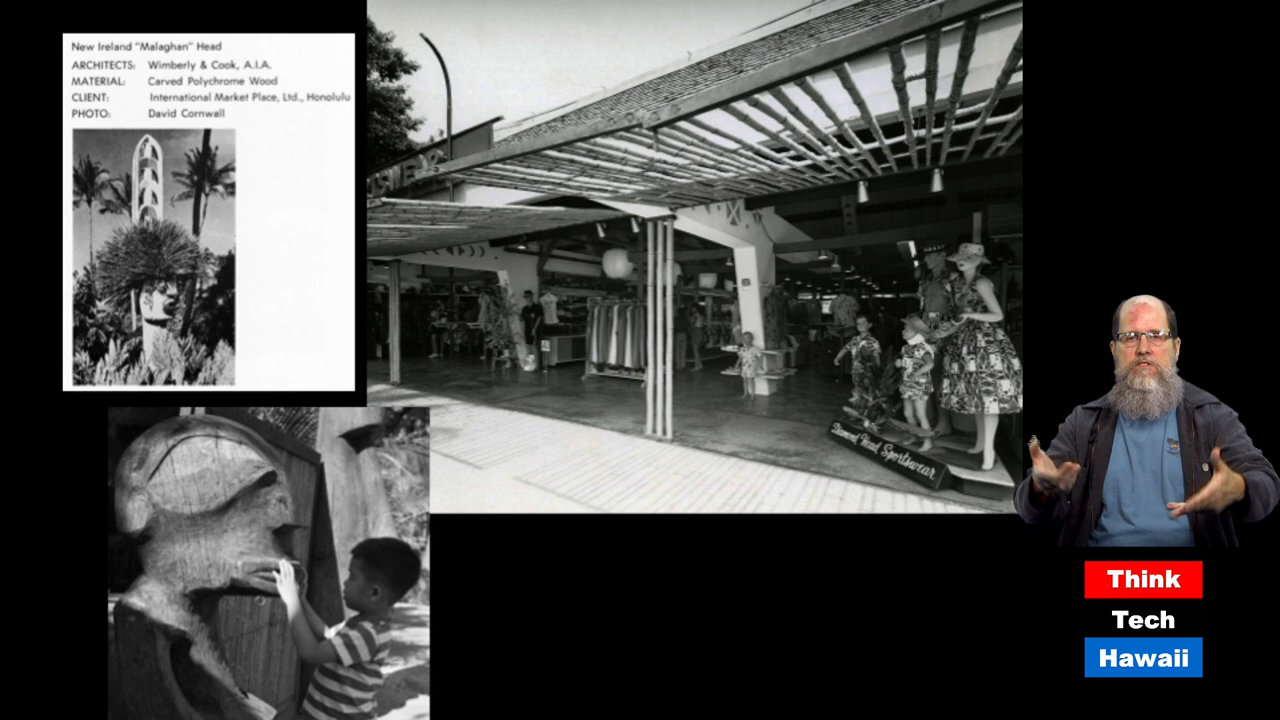 New Ireland "Malaghan" Head
ARCHITECTS: Wimberly & Cook, A.I.A.
MATERIAL: Carved Polychrome Wood
CLIENT: International Market Place, Ltd., Honolulu
PHOTO: David Cornwall
Diamond Head Sportswear
Think
Tech
Hawaii